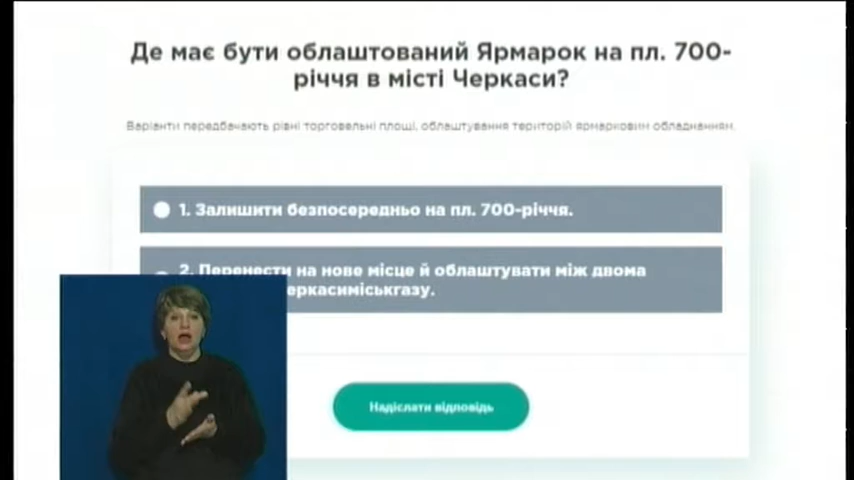 Де має бути облаштований Ярмарок на пл. 700-
річчя в місті Черкаси?
Варіанти передбачають рівні торговельні площі, облаштування територій ярмарковим обладнанням.
1. Залишити безпосередньо на пл. 700-річчя.
2. Перенести на нове місце й облаштувати між двома
еркасиміськгазу.
Надіслати відповідь